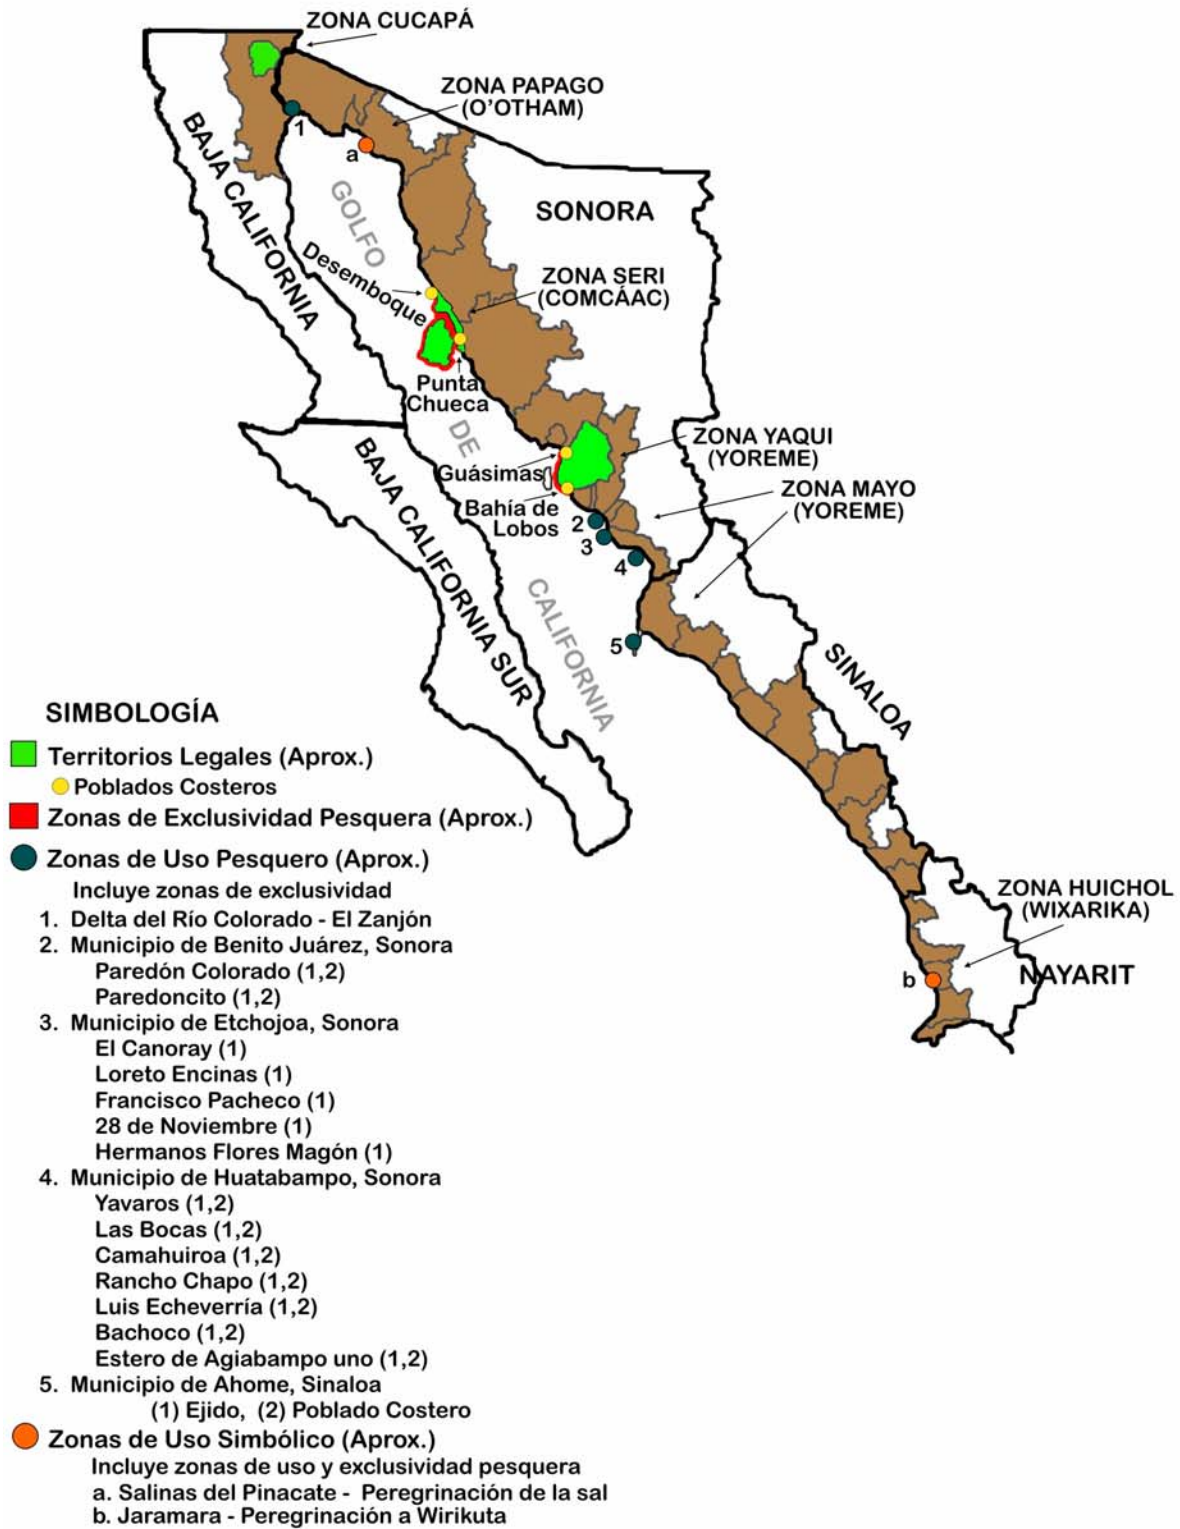 ZONA CUCAPÁ
ZONA PAPAGO
(O'OTHAM)
1
a
BAJA CALIFORNIA
GOLFO
SONORA
Desemboque
ZONA SERI
(COMCÁAC)
Punta
Chueca
DE
ZONA YAQUI
(YOREME)
Guásimas
BAJA CALIFORNIA SUR
ZONA MAYO
(YOREME)
Bahía de
Lobos
2
3
4
CALIFORNIA
5
SINALOA
ZONA HUICHOL
(WIXARIKA)
NAYARIT
b
SIMBOLOGÍA
Territorios Legales (Aprox.)
Poblados Costeros
Zonas de Exclusividad Pesquera (Aprox.)
Zonas de Uso Pesquero (Aprox.)
Incluye zonas de exclusividad
1. Delta del Río Colorado - El Zanjón
2. Municipio de Benito Juárez, Sonora
Paredón Colorado (1,2)
Paredoncito (1,2)
3. Municipio de Etchojoa, Sonora
El Canoray (1)
Loreto Encinas (1)
Francisco Pacheco (1)
28 de Noviembre (1)
Hermanos Flores Magón (1)
4. Municipio de Huatabampo, Sonora
Yavaros (1,2)
Las Bocas (1,2)
Camahuiroa (1,2)
Rancho Chapo (1,2)
Luis Echeverría (1,2)
Bachoco (1,2)
Estero de Agiabampo uno (1,2)
5. Municipio de Ahome, Sinaloa
(1) Ejido, (2) Poblado Costero
Zonas de Uso Simbólico (Aprox.)
Incluye zonas de uso y exclusividad pesquera
a. Salinas del Pinacate - Peregrinación de la sal
b. Jaramara - Peregrinación a Wirikuta